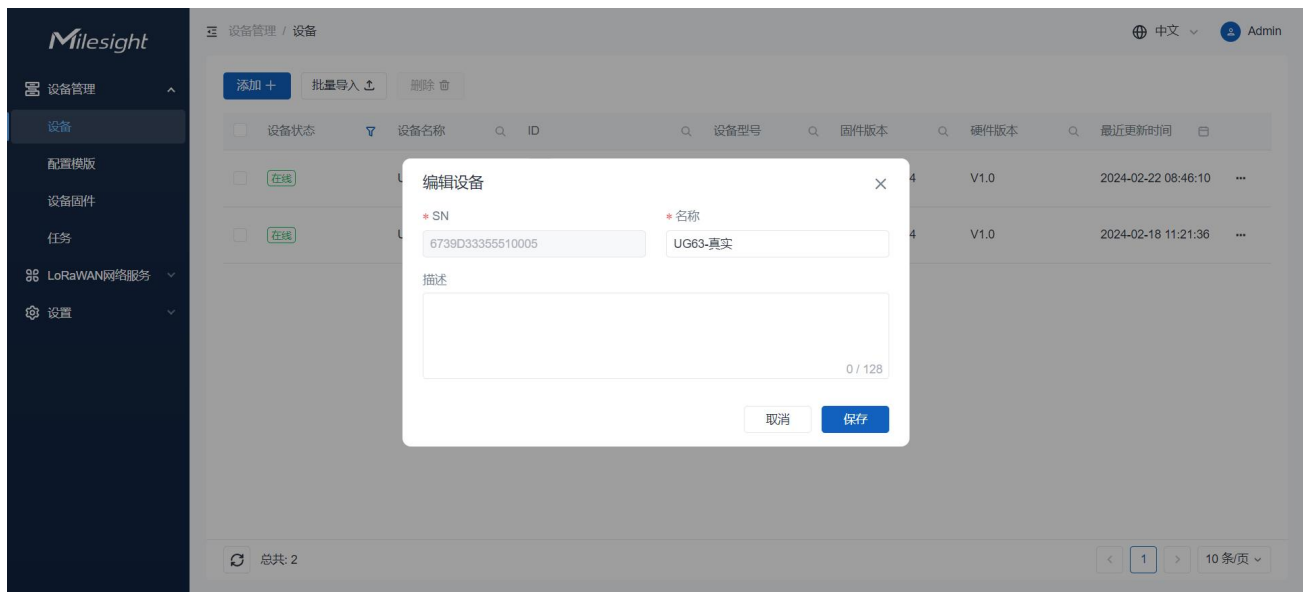 Milesight
设备管理 / 设备
中文
Admin
设备管理
设备
配置模版
设备固件
任务
LoRaWAN网络服务
设置
添加 +
批量导入
删除
设备状态
设备名称
ID
设备型号
固件版本
硬件版本
最近更新时间
在线
U
4
V1.0
2024-02-22 08:46:10
在线
U
4
V1.0
2024-02-18 11:21:36
编辑设备
* SN
* 名称
6739D33355510005
UG63-真实
描述
0 / 128
取消
保存
总共: 2
1
10 条/页